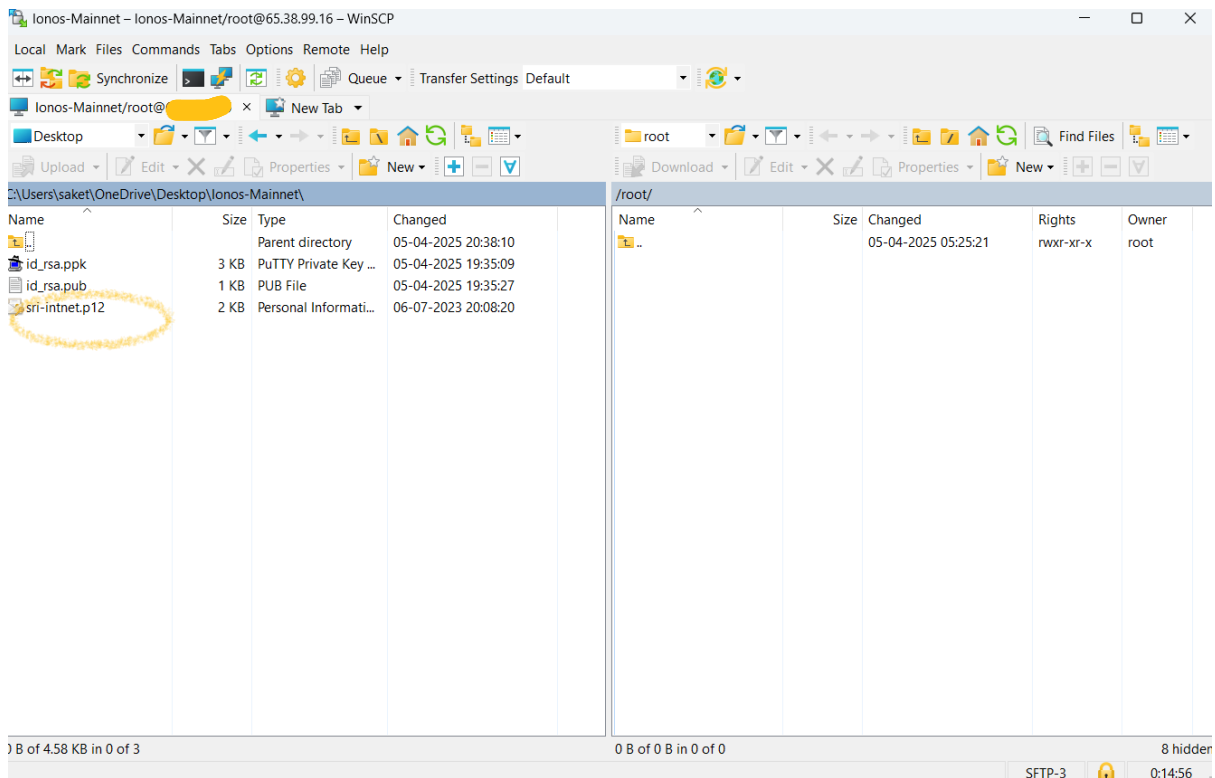 Ionos-Mainnet – Ionos-Mainnet/root@65.38.99.16 – WinSCP
Local Mark Files Commands Tabs Options Remote Help
Synchronize Queue Transfer Settings Default
Ionos-Mainnet/root@ × New Tab
Desktop
root Find Files
Upload Edit Properties New
Download Edit Properties New
C:\Users\saket\OneDrive\Desktop\Ionos-Mainnet\
/root/
Name Size Type Changed
Name Size Changed Rights Owner
.. Parent directory 05-04-2025 20:38:10
.. 05-04-2025 05:25:21 rwxr-xr-x root
id_rsa.ppk 3 KB PuTTY Private Key ... 05-04-2025 19:35:09
id_rsa.pub 1 KB PUB File 05-04-2025 19:35:27
sri-intnet.p12 2 KB Personal Informati... 06-07-2023 20:08:20
0 B of 4.58 KB in 0 of 3
0 B of 0 B in 0 of 0 8 hidden
SFTP-3 0:14:56